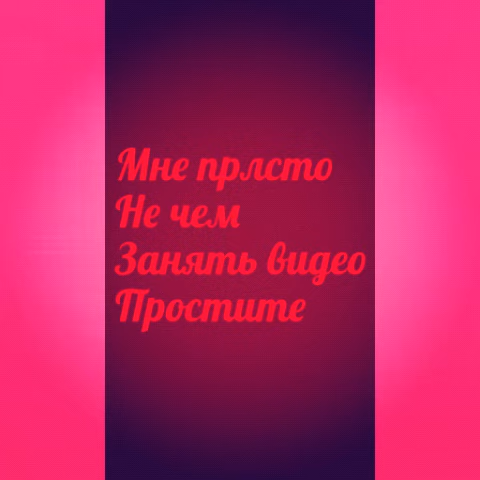 Мне прлсто
Не чем
Занять видео
Простите